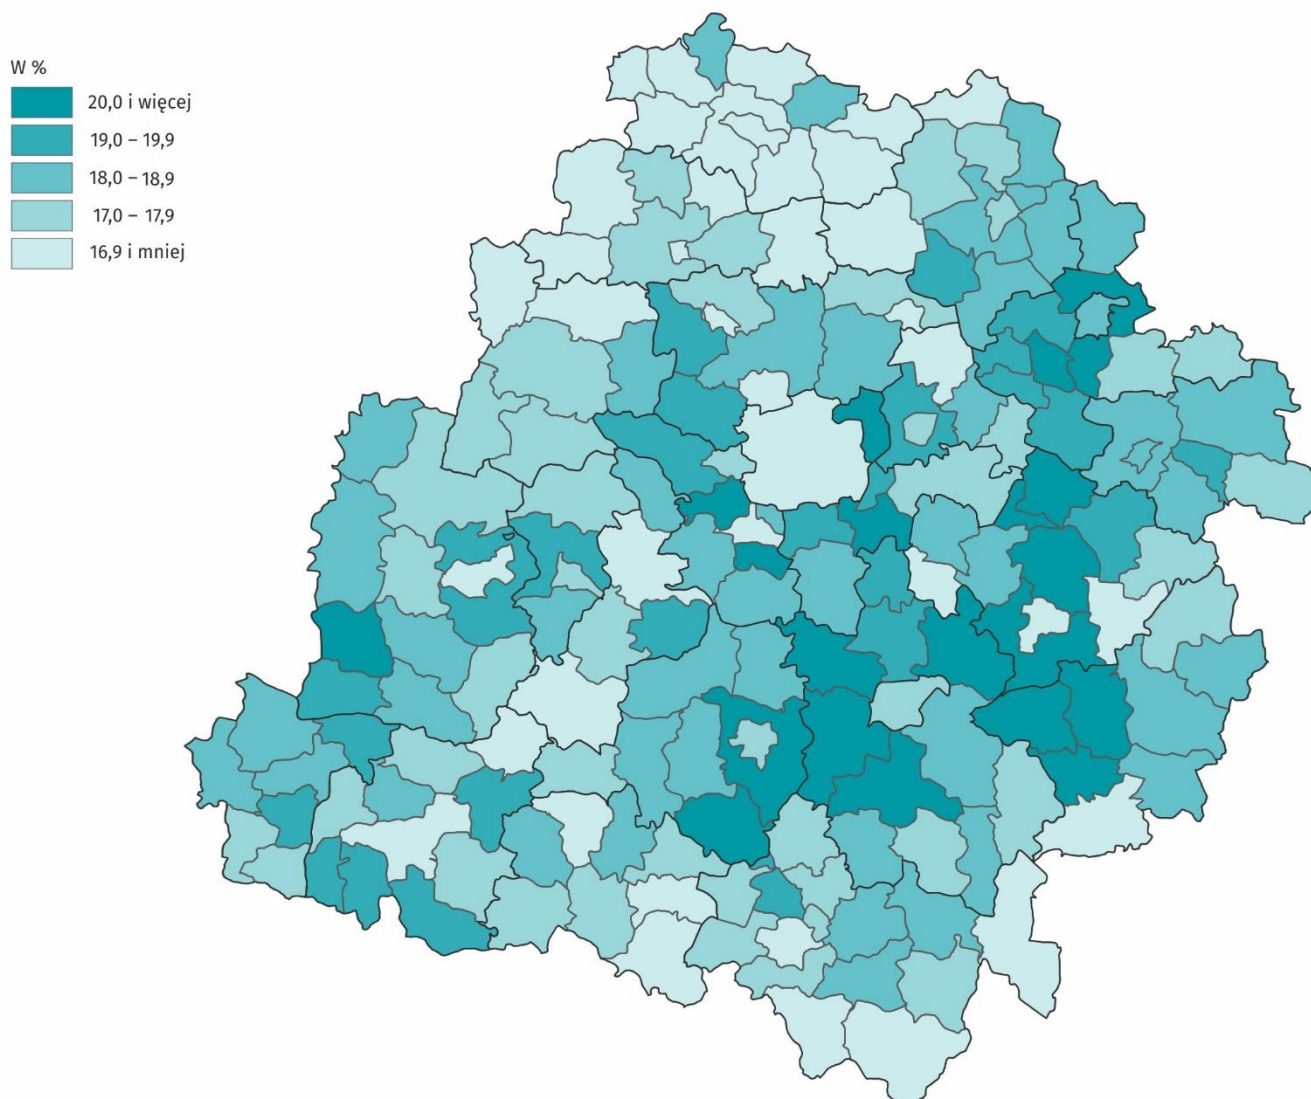 W %
20,0 i więcej
19,0 – 19,9
18,0 – 18,9
17,0 – 17,9
16,9 i mniej